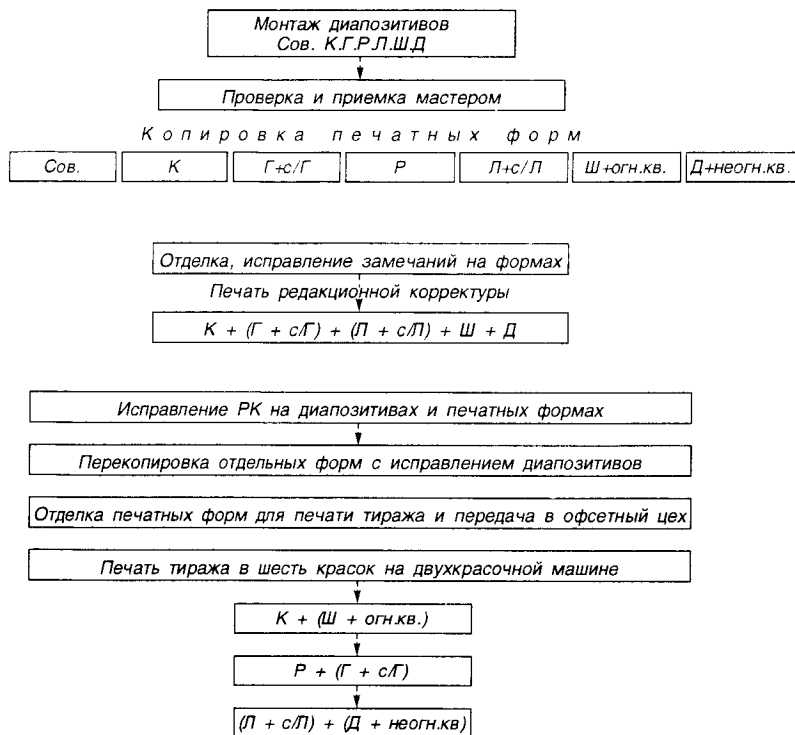 Монтаж диапозитивов
Сов. К.Г.Р.Л.Ш.Д
Проверка и приемка мастером
Копировка печатных форм
Сов. К Г+с/Г Р Л+с/Л Ш+огн.кв. Д+неогн.кв.
Отделка, исправление замечаний на формах
Печать редакционной корректуры
К + (Г + с/Г) + (Л + с/Л) + Ш + Д
Исправление РК на диапозитивах и печатных формах
Перекопировка отдельных форм с исправлением диапозитивов
Отделка печатных форм для печати тиража и передача в офсетный цех
Печать тиража в шесть красок на двухкрасочной машине
К + (Ш + огн.кв.)
Р + (Г + с/Г)
(Л + с/Л) + (Д + неогн.кв)